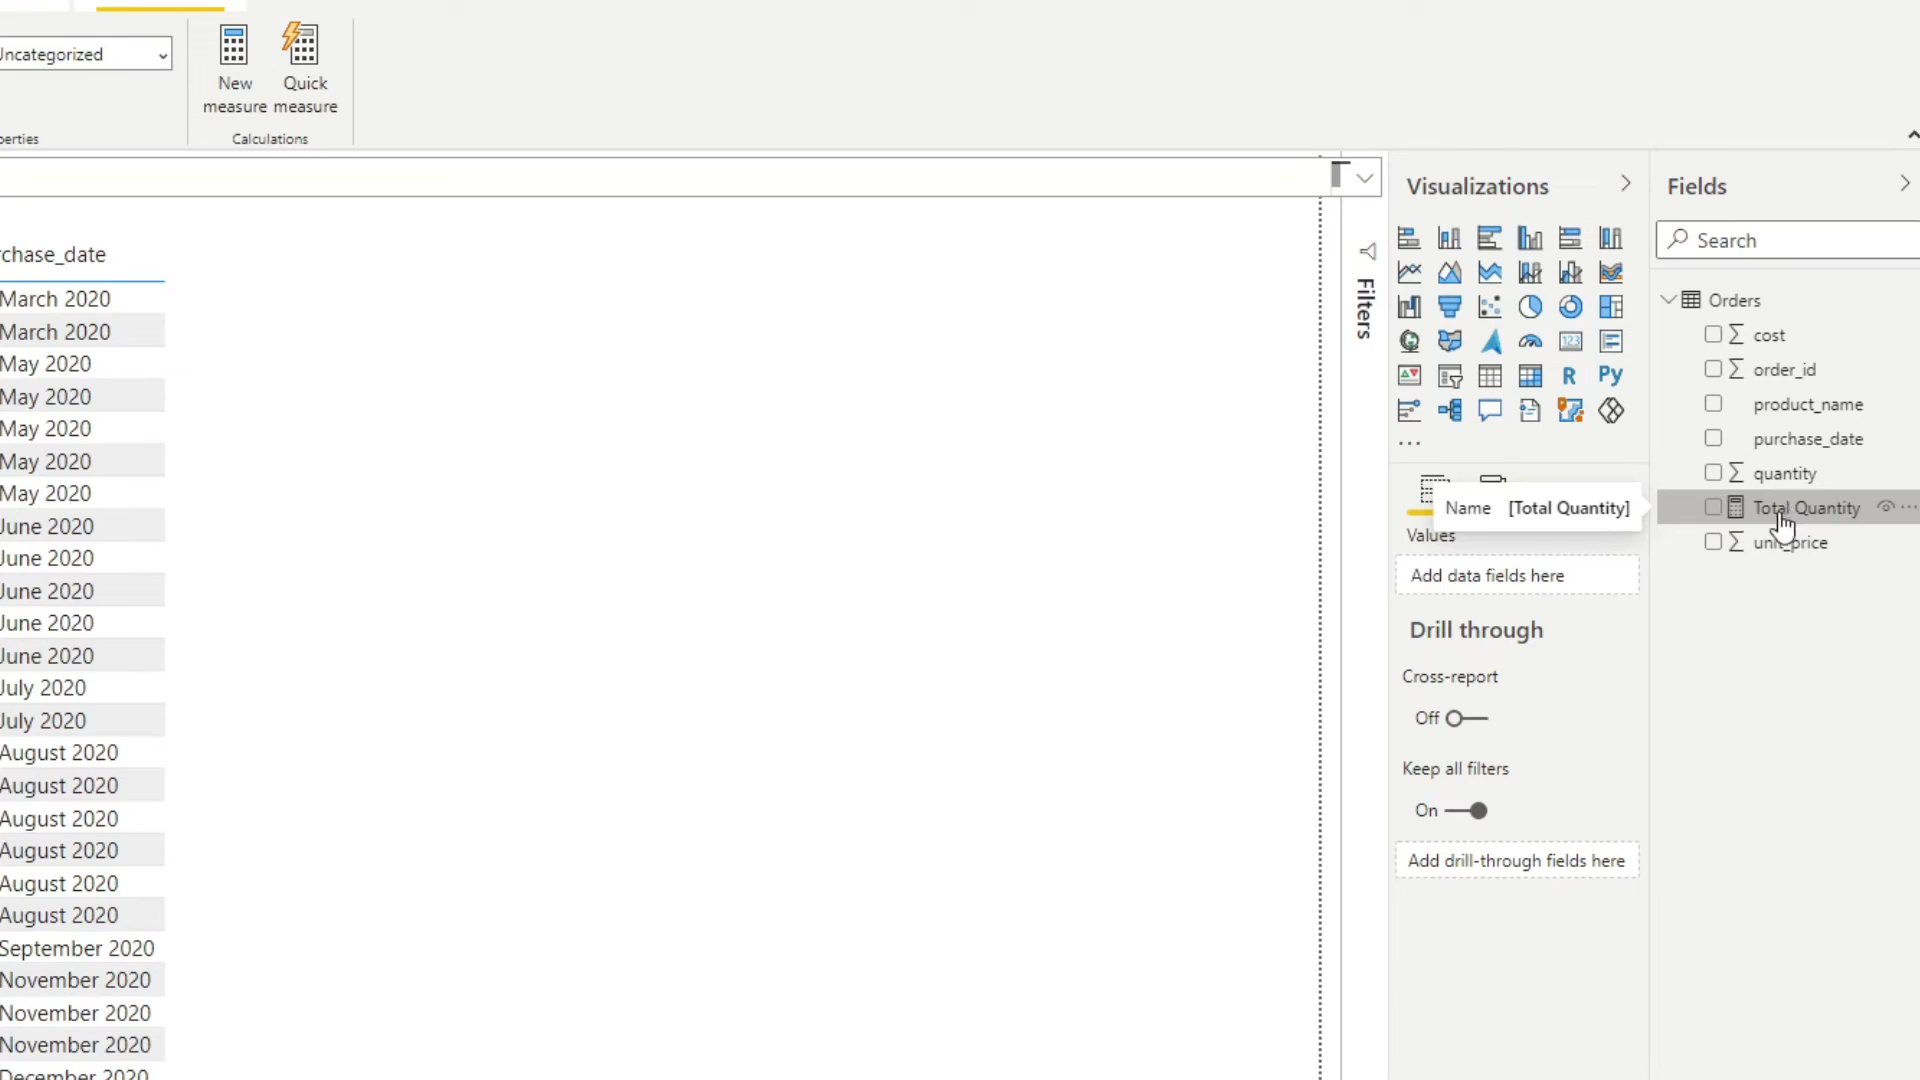 Uncategorized
New
measure
Quick
measure
perties
Calculations
rchase_date
March 2020
March 2020
May 2020
May 2020
May 2020
May 2020
May 2020
June 2020
June 2020
June 2020
June 2020
June 2020
July 2020
July 2020
August 2020
August 2020
August 2020
August 2020
August 2020
August 2020
September 2020
November 2020
November 2020
November 2020
December 2020
Filters
Visualizations
123
R
Py
...
Name [Total Quantity]
Values
Add data fields here
Drill through
Cross-report
Off
Keep all filters
On
Add drill-through fields here
Fields
Search
Orders
cost
order_id
product_name
purchase_date
quantity
Total Quantity
unit_price